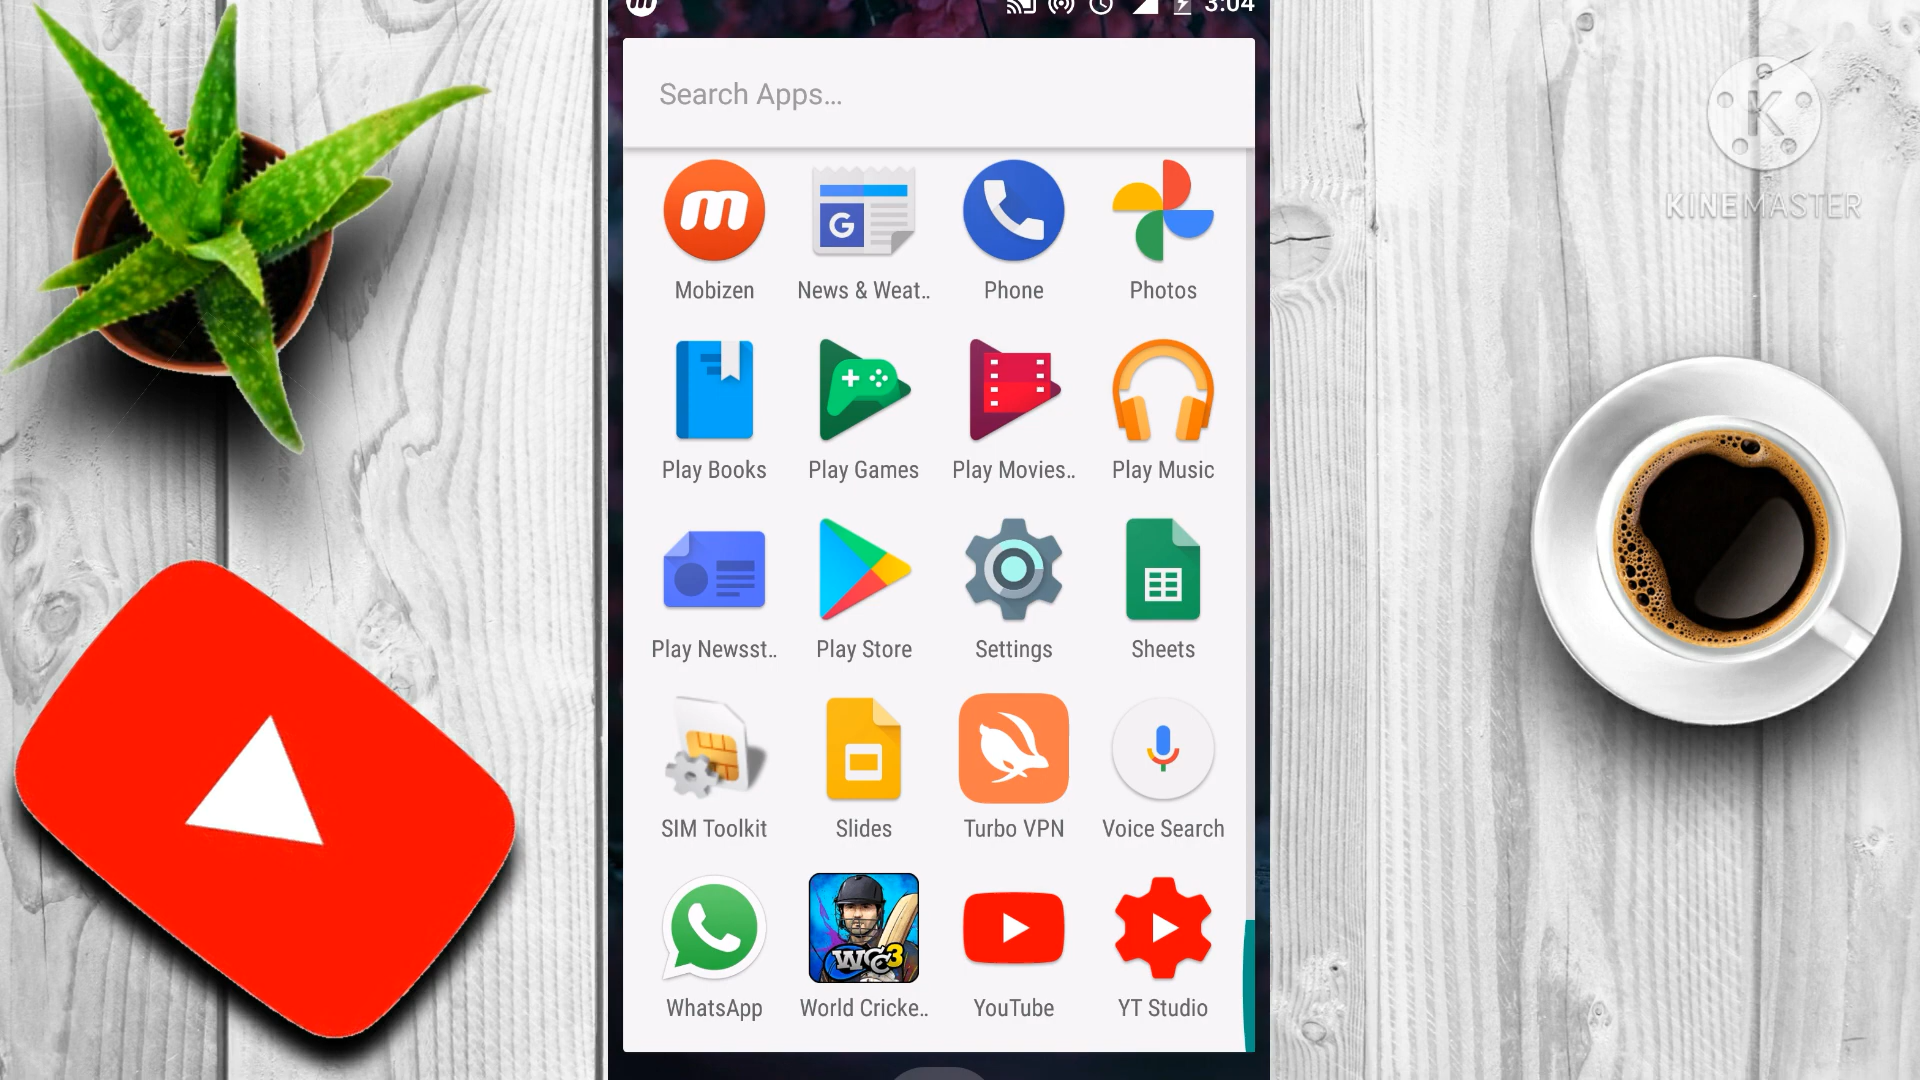 3:04
Search Apps...
Mobizen News & Weat.. Phone Photos
Play Books Play Games Play Movies.. Play Music
Play Newsst.. Play Store Settings Sheets
SIM Toolkit Slides Turbo VPN Voice Search
WhatsApp World Cricke.. YouTube YT Studio
m
G
WCC3
K
KINEMASTER